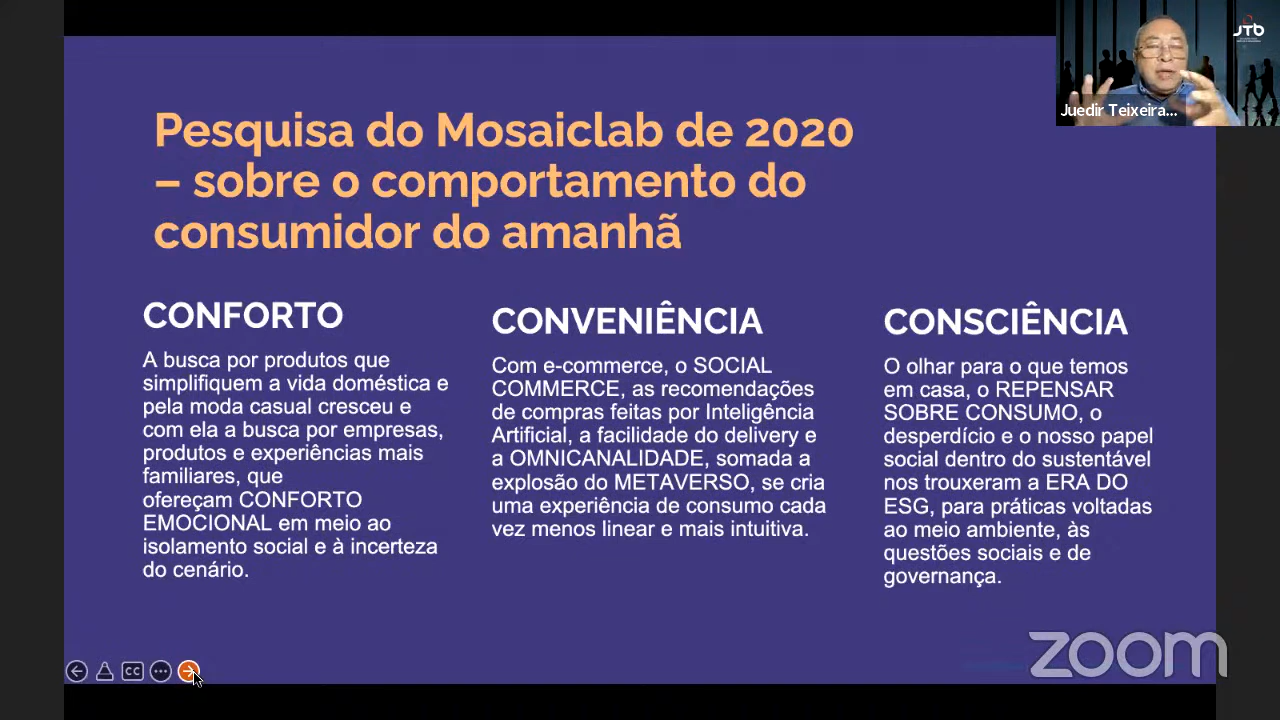 Pesquisa do Mosaiclab de 2020
– sobre o comportamento do
consumidor do amanhã
CONFORTO
A busca por produtos que
simplifiquem a vida doméstica e
pela moda casual cresceu e
com ela a busca por empresas,
produtos e experiências mais
familiares, que
ofereçam CONFORTO
EMOCIONAL em meio ao
isolamento social e à incerteza
do cenário.
CONVENIÊNCIA
Com e-commerce, o SOCIAL
COMMERCE, as recomendações
de compras feitas por Inteligência
Artificial, a facilidade do delivery e
a OMNICANALIDADE, somada a
explosão do METAVERSO, se cria
uma experiência de consumo cada
vez menos linear e mais intuitiva.
CONSCIÊNCIA
O olhar para o que temos
em casa, o REPENSAR
SOBRE CONSUMO, o
desperdício e o nosso papel
social dentro do sustentável
nos trouxeram a ERA DO
ESG, para práticas voltadas
ao meio ambiente, às
questões sociais e de
governança.
JTb
Juedir Teixeira...
CC
zoom